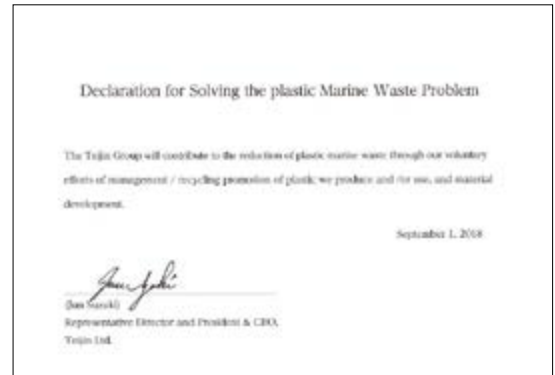 Declaration for Solving the plastic Marine Waste Problem
The Teijin Group will contribute to the reduction of plastic marine waste through our voluntary
efforts of management / recycling promotion of plastic we produce and / or use, and material
development.
September 1, 2018
(Jun Suzuki)
Representative Director and President & CEO,
Teijin Ltd.